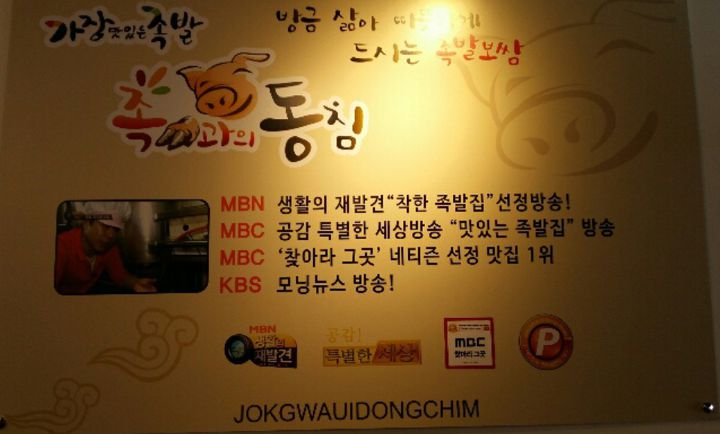 가장 맛있는 족발
방금 삶아 따뜻하게
드시는 족발보쌈
족과의 동침
MBN 생활의 재발견“착한 족발집”선정방송!
MBC 공감 특별한 세상방송 “맛있는 족발집” 방송
MBC ‘찾아라 그곳’ 네티즌 선정 맛집 1위
KBS 모닝뉴스 방송!
MBN
생활의
재발견
공감!
특별한 세상
MBC
찾아라 그곳
P
JOKGWAUIDONGCHIM